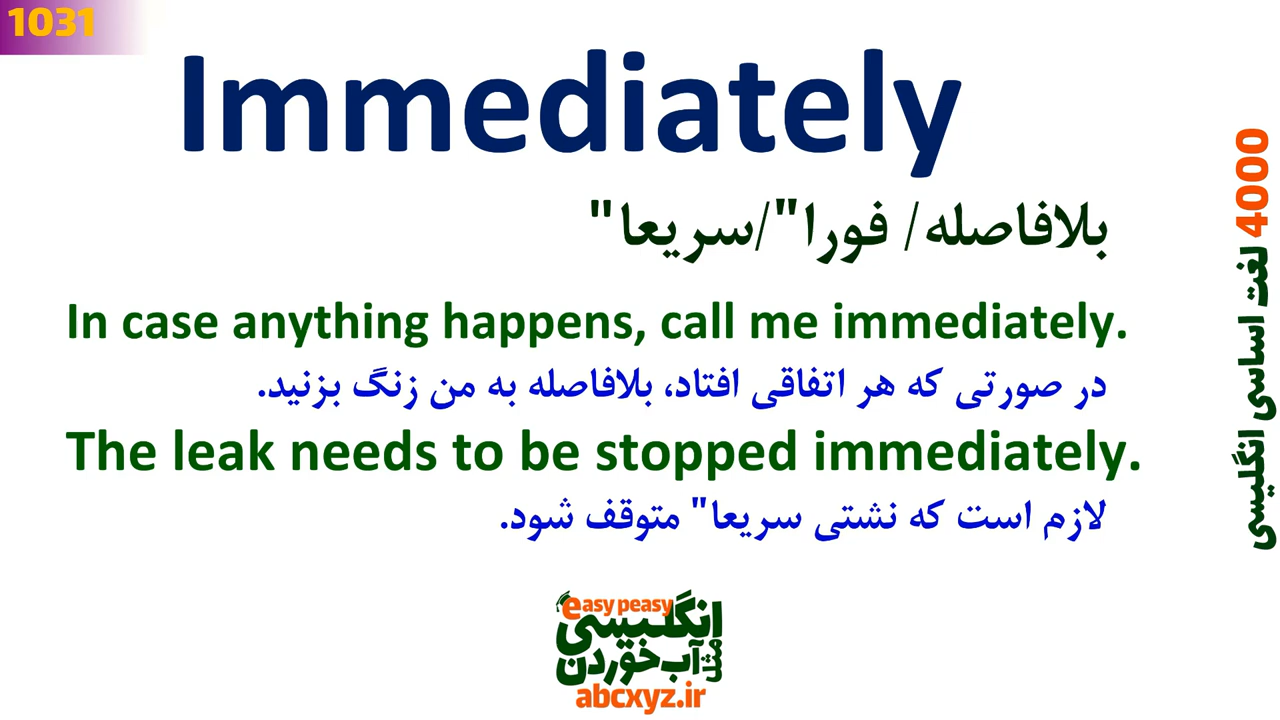 1031
Immediately
بلافاصله/ فورا"/سریعا"
In case anything happens, call me immediately.
در صورتی که هر اتفاقی افتاد، بلافاصله به من زنگ بزنید.
The leak needs to be stopped immediately.
لازم است که نشتی سریعا" متوقف شود.
4000 لغت اساسی انگلیسی
easy peasy
انگلیسی
مثل آب خوردن
abcxyz.ir